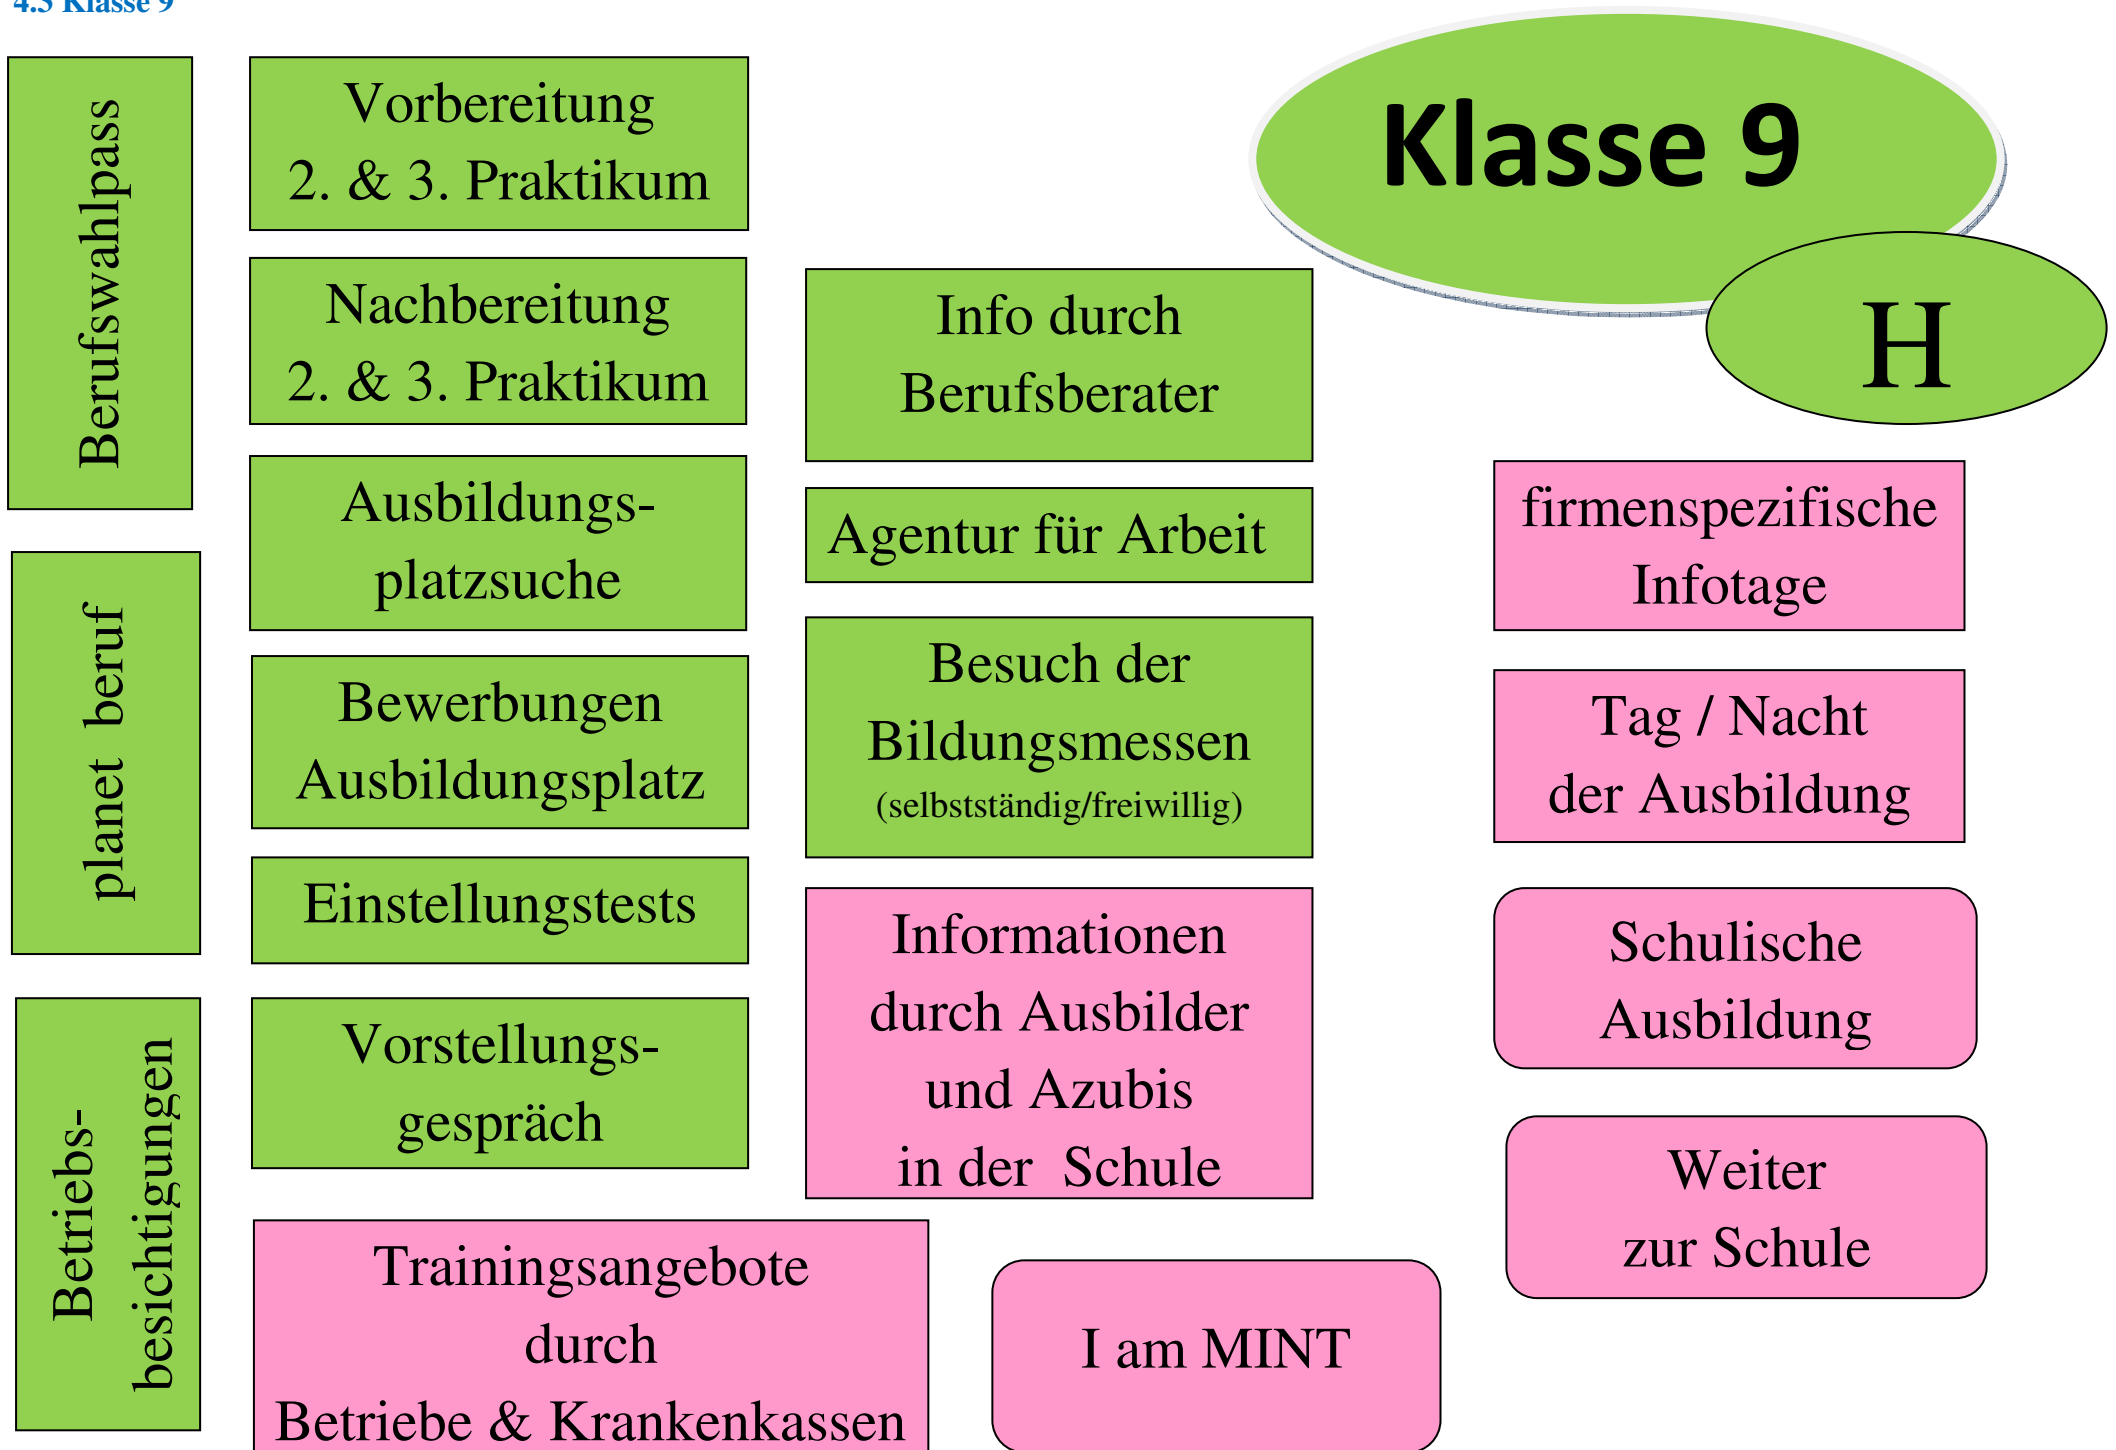 4.3 Klasse 9
Klasse 9
H
Berufswahlpass
planet beruf
Betriebs-
besichtigungen
Vorbereitung
2. & 3. Praktikum
Nachbereitung
2. & 3. Praktikum
Ausbildungs-
platzsuche
Bewerbungen
Ausbildungsplatz
Einstellungstests
Vorstellungs-
gespräch
Trainingsangebote
durch
Betriebe & Krankenkassen
Info durch
Berufsberater
Agentur für Arbeit
Besuch der
Bildungsmessen
(selbstständig/freiwillig)
Informationen
durch Ausbilder
und Azubis
in der Schule
I am MINT
firmenspezifische
Infotage
Tag / Nacht
der Ausbildung
Schulische
Ausbildung
Weiter
zur Schule